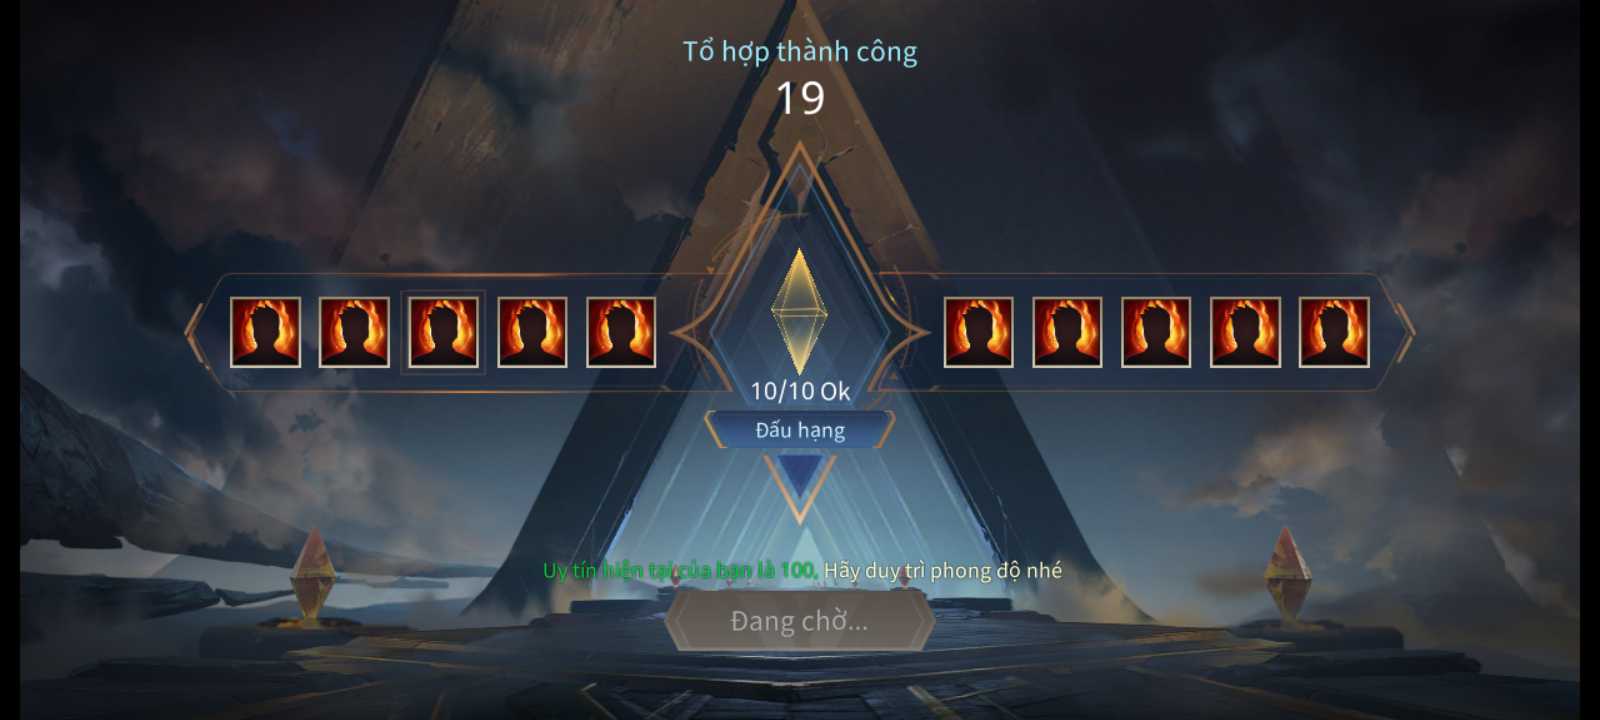 Tổ hợp thành công
19
10/10 Ok
Đấu hạng
Uy tín hiện tại của bạn là 100, Hãy duy trì phong độ nhé
Đang chờ...